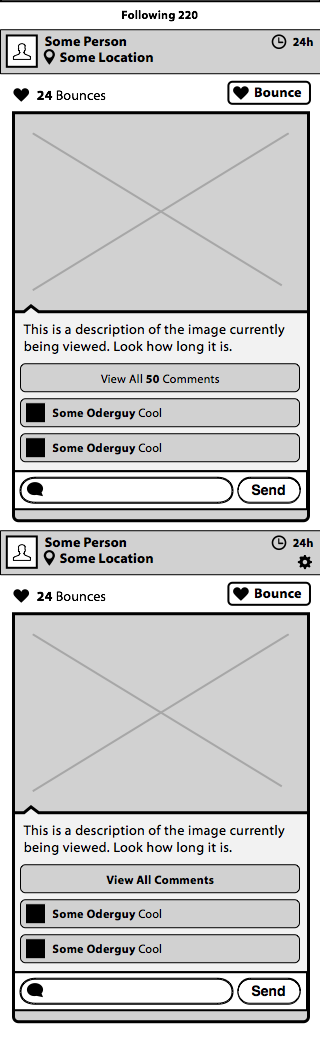 Following 220
Some Person
24h
Some Location
24 Bounces
Bounce
This is a description of the image currently
being viewed. Look how long it is.
View All 50 Comments
Some Oderguy Cool
Some Oderguy Cool
Send
Some Person
24h
Some Location
24 Bounces
Bounce
This is a description of the image currently
being viewed. Look how long it is.
View All Comments
Some Oderguy Cool
Some Oderguy Cool
Send